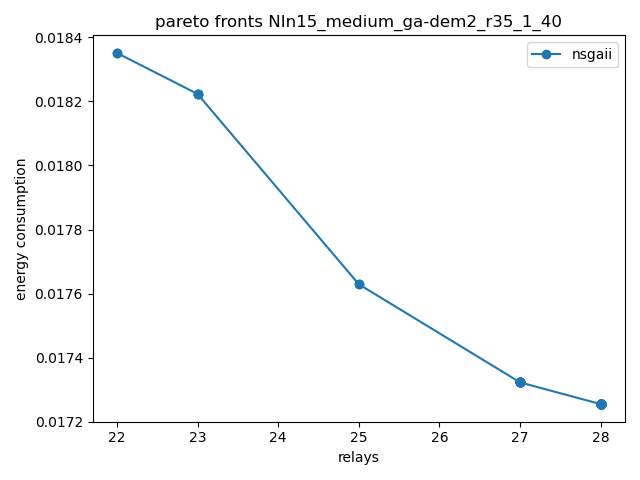 pareto fronts NIn15_medium_ga-dem2_r35_1_40
nsgaii
0.0184
0.0182
0.0180
0.0178
0.0176
0.0174
0.0172
energy consumption
22 23 24 25 26 27 28
relays